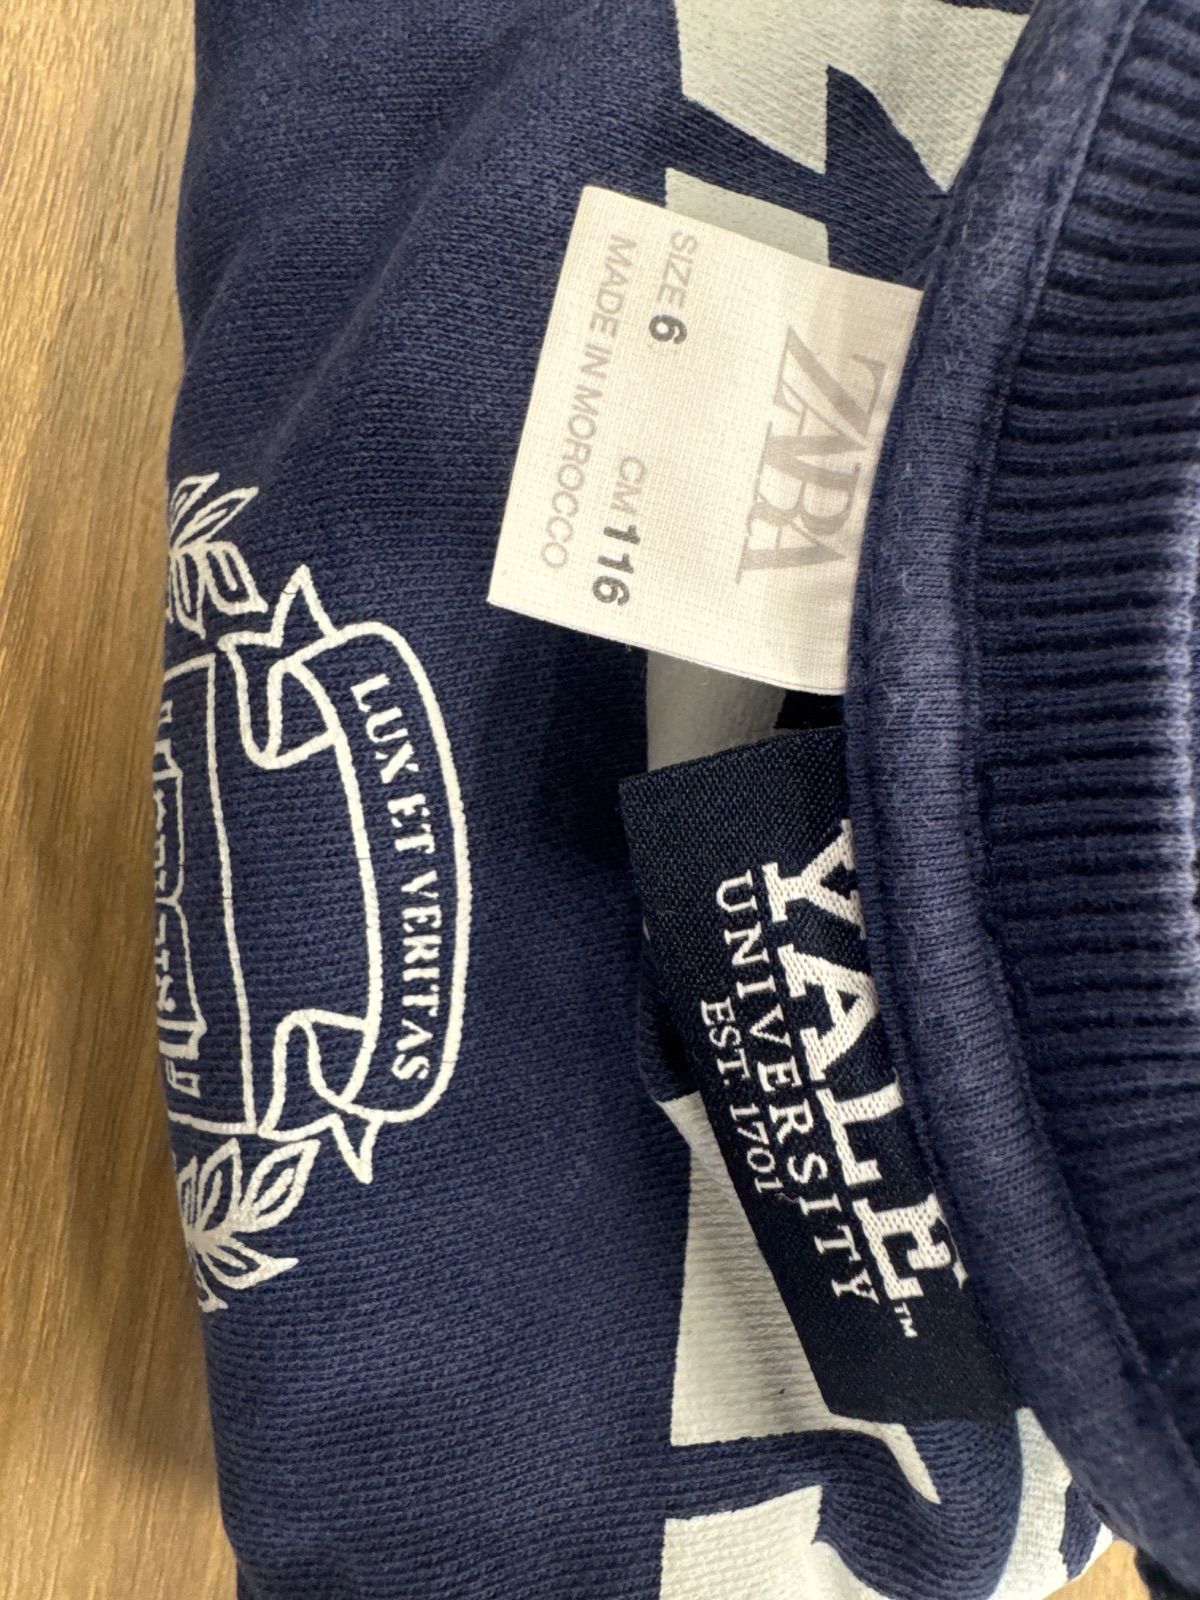 ZARA
SIZE 6 CM 116
MADE IN MOROCCO
YALE™
UNIVERSITY
EST. 1701
LUX ET VERITAS